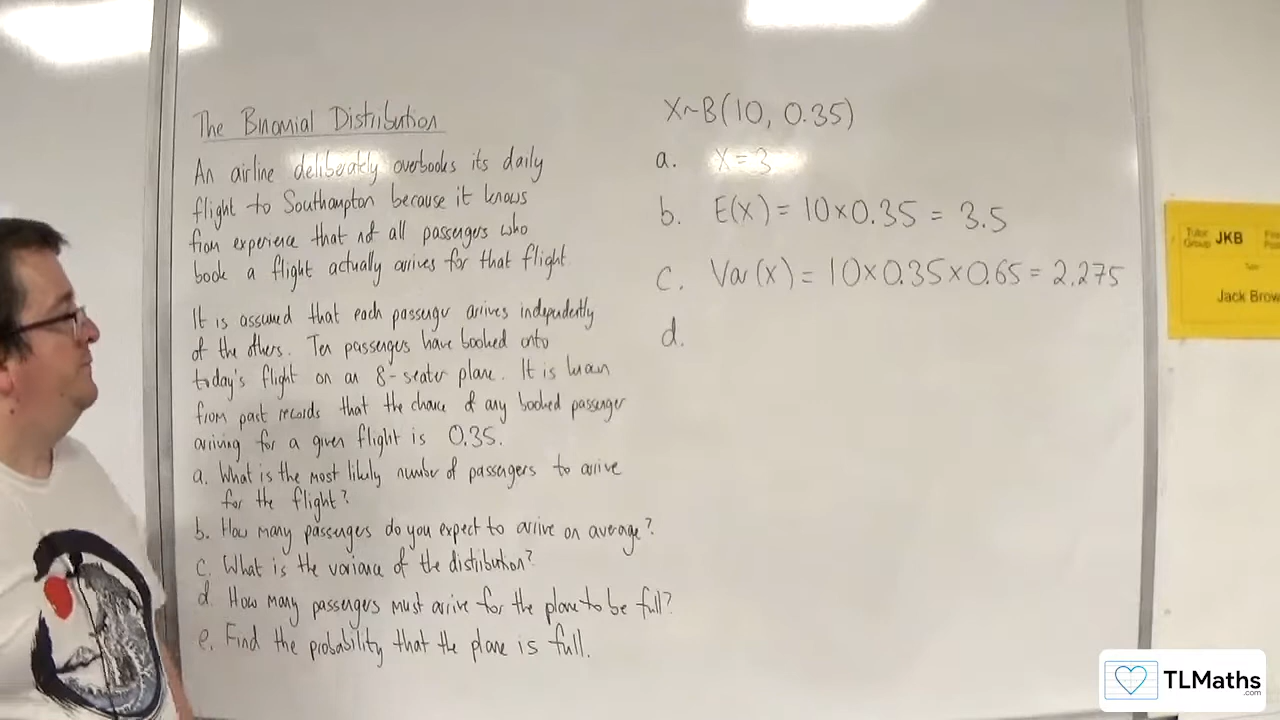 The Binomial Distribution
An airline deliberately overbooks its daily
flight to Southampton because it knows
from experience that not all passengers who
book a flight actually arrives for that flight.
It is assumed that each passenger arrives independently
of the others. Ten passengers have booked onto
today's flight on an 8-seater plane. It is known
from past records that the chance of any booked passenger
arriving for a given flight is 0.35.
a. What is the most likely number of passengers to arrive
for the flight?
b. How many passengers do you expect to arrive on average?
c. What is the variance of the distribution?
d. How many passengers must arrive for the plane to be full?
e. Find the probability that the plane is full.
X~B(10, 0.35)
a. X=3
b. E(X) = 10×0.35 = 3.5
c. Var(X) = 10×0.35×0.65 = 2.275
d.
Tutor
Group JKB
Jack Brow
TLMaths
.com